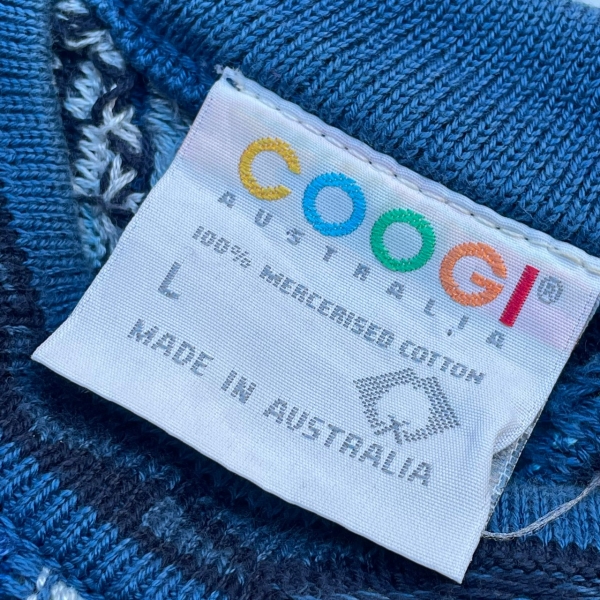 COOGI®
AUSTRALIA
100% MERCERISED COTTON
L
MADE IN AUSTRALIA